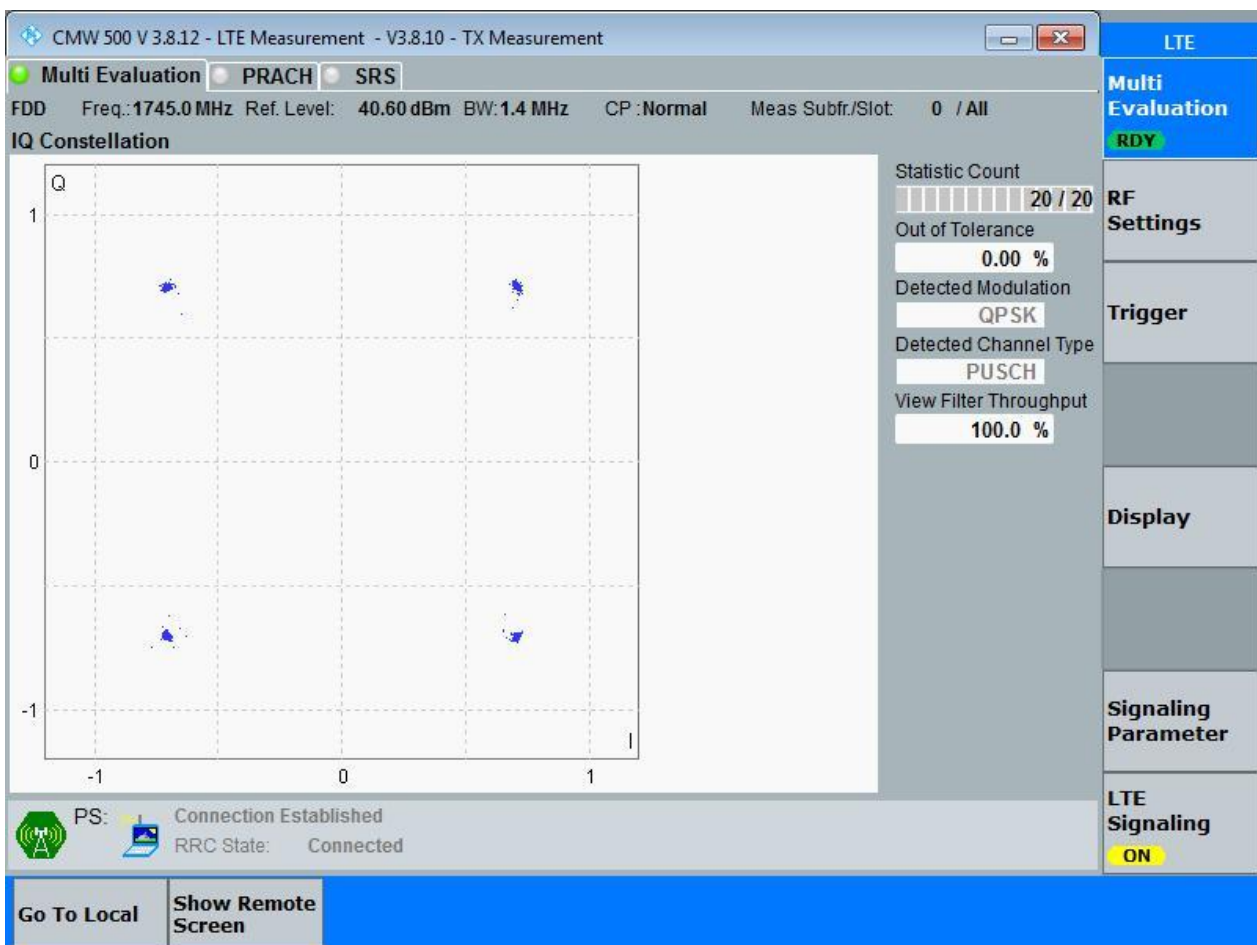 CMW 500 V 3.8.12 - LTE Measurement - V3.8.10 - TX Measurement
LTE
Multi Evaluation PRACH SRS
FDD Freq.:1745.0 MHz Ref. Level: 40.60 dBm BW:1.4 MHz CP :Normal Meas Subfr./Slot: 0 / All
IQ Constellation
Q
1
0
-1
I
-1 0 1
Statistic Count
20 / 20
Out of Tolerance
0.00 %
Detected Modulation
QPSK
Detected Channel Type
PUSCH
View Filter Throughput
100.0 %
Multi
Evaluation
RDY
RF
Settings
Trigger
Display
Signaling
Parameter
LTE
Signaling
ON
PS: Connection Established
RRC State: Connected
Go To Local
Show Remote
Screen